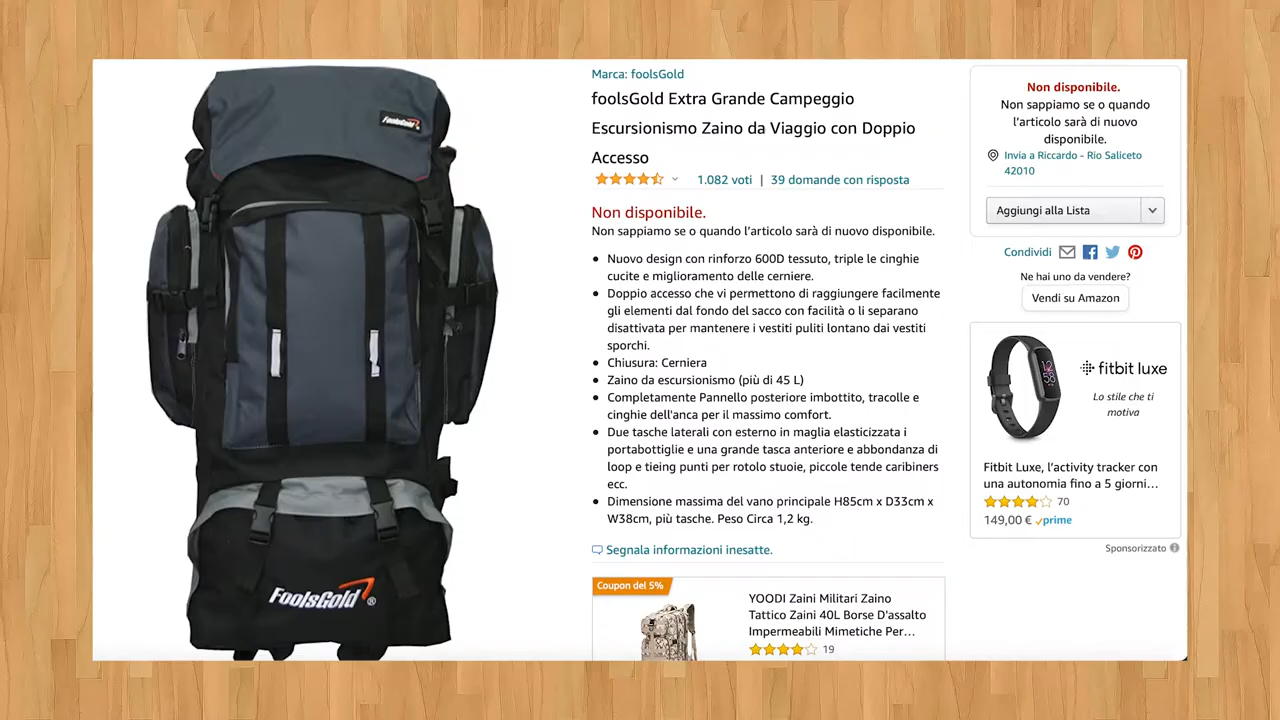 FoolsGold
FoolsGold®
Marca: foolsGold
foolsGold Extra Grande Campeggio
Escursionismo Zaino da Viaggio con Doppio
Accesso
1.082 voti | 39 domande con risposta
Non disponibile.
Non sappiamo se o quando l'articolo sarà di nuovo disponibile.
Nuovo design con rinforzo 600D tessuto, triple le cinghie
cucite e miglioramento delle cerniere.
Doppio accesso che vi permettono di raggiungere facilmente
gli elementi dal fondo del sacco con facilità o li separano
disattivata per mantenere i vestiti puliti lontano dai vestiti
sporchi.
Chiusura: Cerniera
Zaino da escursionismo (più di 45 L)
Completamente Pannello posteriore imbottito, tracolle e
cinghie dell'anca per il massimo comfort.
Due tasche laterali con esterno in maglia elasticizzata i
portabottiglie e una grande tasca anteriore e abbondanza di
loop e tieing punti per rotolo stuoie, piccole tende caribiners
ecc.
Dimensione massima del vano principale H85cm x D33cm x
W38cm, più tasche. Peso Circa 1,2 kg.
Segnala informazioni inesatte.
Coupon del 5%
YOODI Zaini Militari Zaino
Tattico Zaini 40L Borse D'assalto
Impermeabili Mimetiche Per...
19
Non disponibile.
Non sappiamo se o quando
l'articolo sarà di nuovo
disponibile.
Invia a Riccardo - Rio Saliceto
42010
Aggiungi alla Lista
Condividi
Ne hai uno da vendere?
Vendi su Amazon
fitbit luxe
Lo stile che ti
motiva
Fitbit Luxe, l'activity tracker con
una autonomia fino a 5 giorni...
70
149,00 € prime
Sponsorizzato